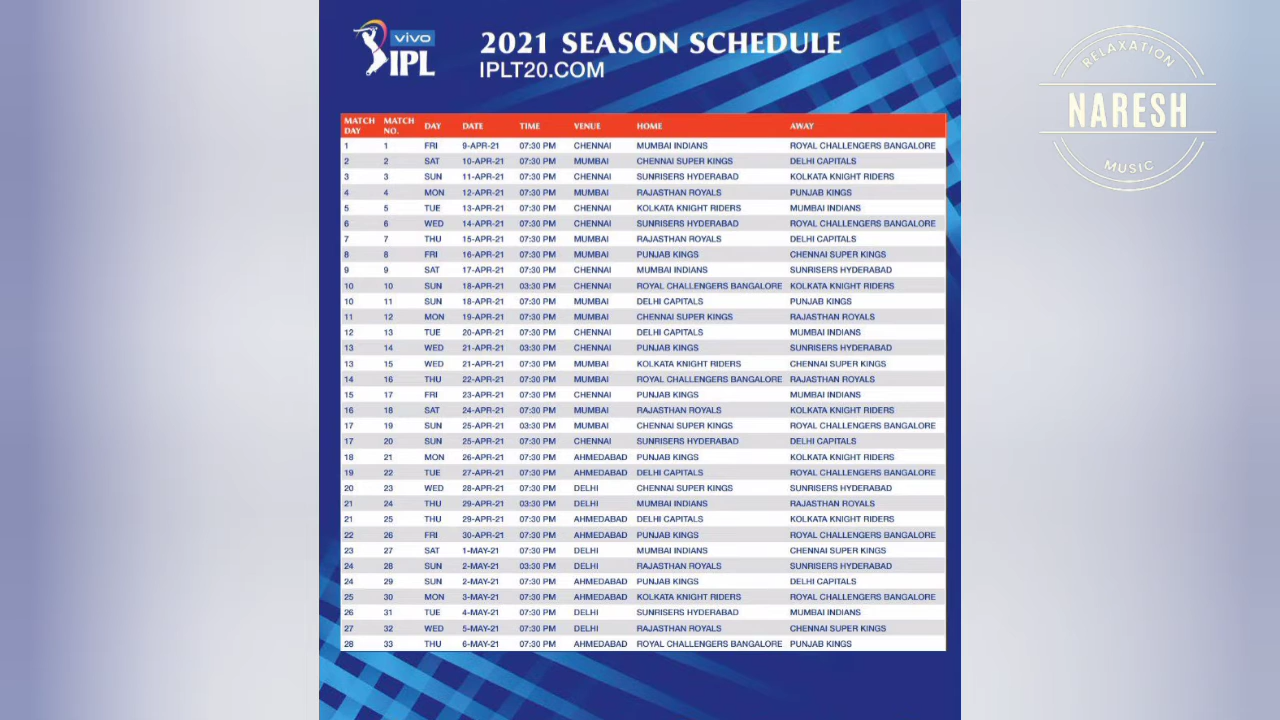 vivo
IPL
2021 SEASON SCHEDULE
IPLT20.COM
RELAXATION
NARESH
MUSIC
MATCH DAY MATCH NO. DAY DATE TIME VENUE HOME AWAY
1 1 FRI 9-APR-21 07:30 PM CHENNAI MUMBAI INDIANS ROYAL CHALLENGERS BANGALORE
2 2 SAT 10-APR-21 07:30 PM MUMBAI CHENNAI SUPER KINGS DELHI CAPITALS
3 3 SUN 11-APR-21 07:30 PM CHENNAI SUNRISERS HYDERABAD KOLKATA KNIGHT RIDERS
4 4 MON 12-APR-21 07:30 PM MUMBAI RAJASTHAN ROYALS PUNJAB KINGS
5 5 TUE 13-APR-21 07:30 PM CHENNAI KOLKATA KNIGHT RIDERS MUMBAI INDIANS
6 6 WED 14-APR-21 07:30 PM CHENNAI SUNRISERS HYDERABAD ROYAL CHALLENGERS BANGALORE
7 7 THU 15-APR-21 07:30 PM MUMBAI RAJASTHAN ROYALS DELHI CAPITALS
8 8 FRI 16-APR-21 07:30 PM MUMBAI PUNJAB KINGS CHENNAI SUPER KINGS
9 9 SAT 17-APR-21 07:30 PM CHENNAI MUMBAI INDIANS SUNRISERS HYDERABAD
10 10 SUN 18-APR-21 03:30 PM CHENNAI ROYAL CHALLENGERS BANGALORE KOLKATA KNIGHT RIDERS
10 11 SUN 18-APR-21 07:30 PM MUMBAI DELHI CAPITALS PUNJAB KINGS
11 12 MON 19-APR-21 07:30 PM MUMBAI CHENNAI SUPER KINGS RAJASTHAN ROYALS
12 13 TUE 20-APR-21 07:30 PM CHENNAI DELHI CAPITALS MUMBAI INDIANS
13 14 WED 21-APR-21 03:30 PM CHENNAI PUNJAB KINGS SUNRISERS HYDERABAD
13 15 WED 21-APR-21 07:30 PM MUMBAI KOLKATA KNIGHT RIDERS CHENNAI SUPER KINGS
14 16 THU 22-APR-21 07:30 PM MUMBAI ROYAL CHALLENGERS BANGALORE RAJASTHAN ROYALS
15 17 FRI 23-APR-21 07:30 PM CHENNAI PUNJAB KINGS MUMBAI INDIANS
16 18 SAT 24-APR-21 07:30 PM MUMBAI RAJASTHAN ROYALS KOLKATA KNIGHT RIDERS
17 19 SUN 25-APR-21 03:30 PM MUMBAI CHENNAI SUPER KINGS ROYAL CHALLENGERS BANGALORE
17 20 SUN 25-APR-21 07:30 PM CHENNAI SUNRISERS HYDERABAD DELHI CAPITALS
18 21 MON 26-APR-21 07:30 PM AHMEDABAD PUNJAB KINGS KOLKATA KNIGHT RIDERS
19 22 TUE 27-APR-21 07:30 PM AHMEDABAD DELHI CAPITALS ROYAL CHALLENGERS BANGALORE
20 23 WED 28-APR-21 07:30 PM DELHI CHENNAI SUPER KINGS SUNRISERS HYDERABAD
21 24 THU 29-APR-21 03:30 PM DELHI MUMBAI INDIANS RAJASTHAN ROYALS
21 25 THU 29-APR-21 07:30 PM AHMEDABAD DELHI CAPITALS KOLKATA KNIGHT RIDERS
22 26 FRI 30-APR-21 07:30 PM AHMEDABAD PUNJAB KINGS ROYAL CHALLENGERS BANGALORE
23 27 SAT 1-MAY-21 07:30 PM DELHI MUMBAI INDIANS CHENNAI SUPER KINGS
24 28 SUN 2-MAY-21 03:30 PM DELHI RAJASTHAN ROYALS SUNRISERS HYDERABAD
24 29 SUN 2-MAY-21 07:30 PM AHMEDABAD PUNJAB KINGS DELHI CAPITALS
25 30 MON 3-MAY-21 07:30 PM AHMEDABAD KOLKATA KNIGHT RIDERS ROYAL CHALLENGERS BANGALORE
26 31 TUE 4-MAY-21 07:30 PM DELHI SUNRISERS HYDERABAD MUMBAI INDIANS
27 32 WED 5-MAY-21 07:30 PM DELHI RAJASTHAN ROYALS CHENNAI SUPER KINGS
28 33 THU 6-MAY-21 07:30 PM AHMEDABAD ROYAL CHALLENGERS BANGALORE PUNJAB KINGS